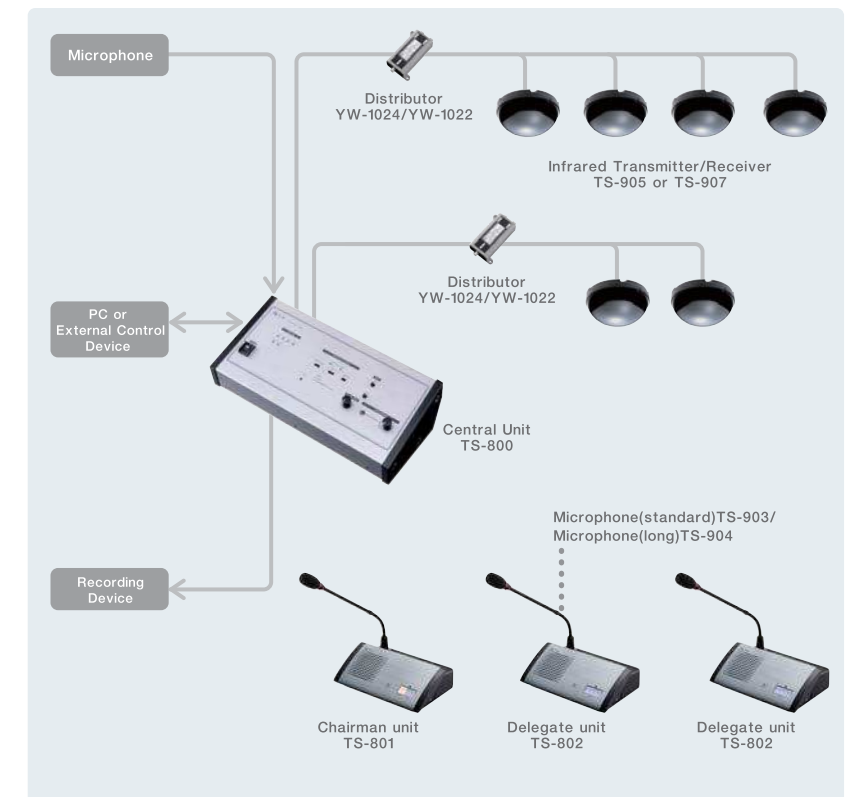 Microphone
Distributor
YW-1024/YW-1022
Infrared Transmitter/Receiver
TS-905 or TS-907
Distributor
YW-1024/YW-1022
PC or
External Control
Device
Central Unit
TS-800
Microphone(standard)TS-903/
Microphone(long)TS-904
Recording
Device
Chairman unit
TS-801
Delegate unit
TS-802
Delegate unit
TS-802